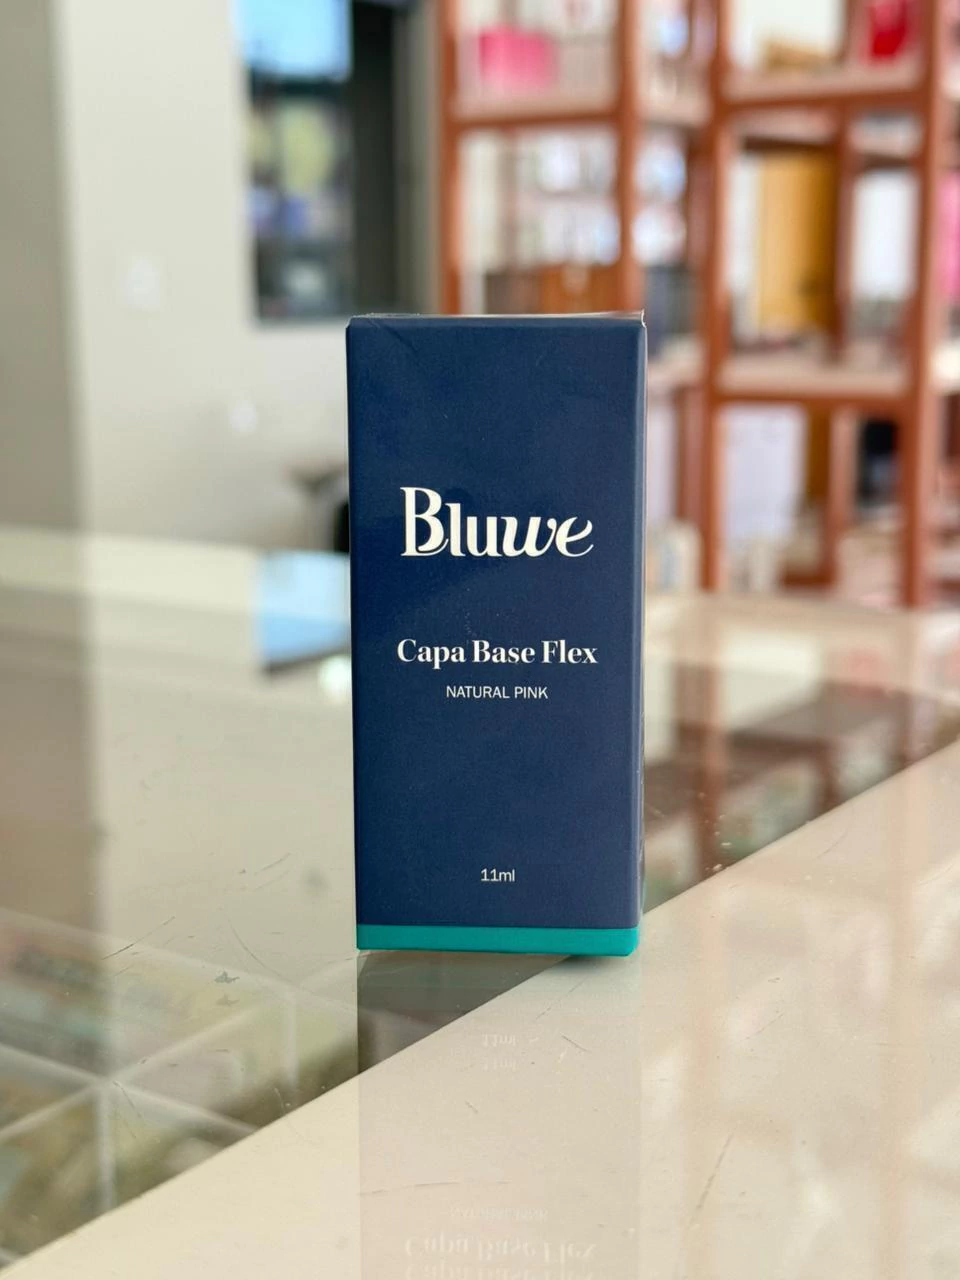 Bluwe
Capa Base Flex
NATURAL PINK
11ml